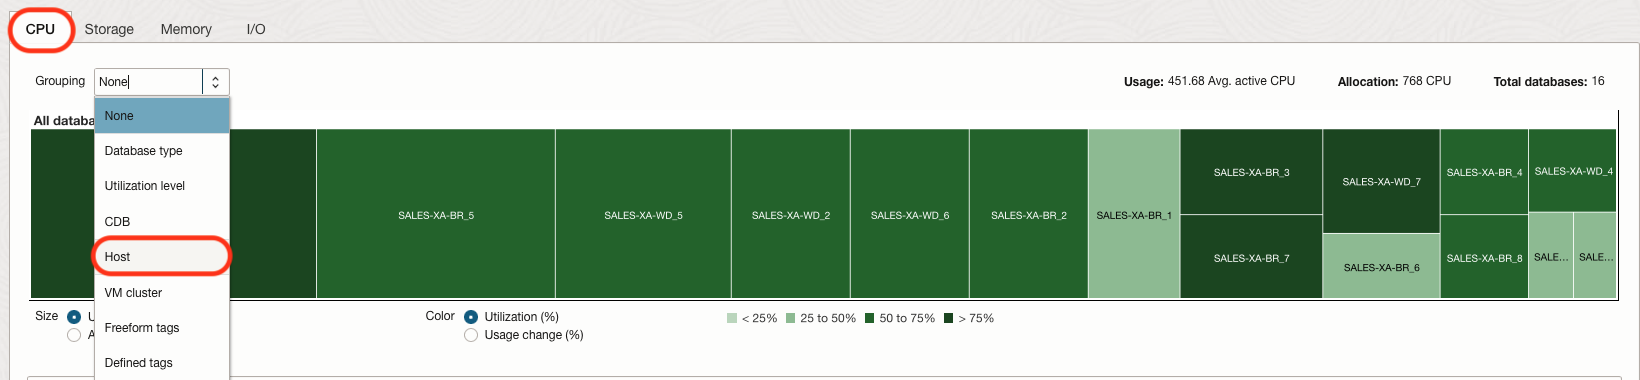 CPU Storage Memory I/O
Grouping None Usage: 451.68 Avg. active CPU Allocation: 768 CPU Total databases: 16
None
All databa
Database type
Utilization level
CDB
Host
VM cluster
Freeform tags
Defined tags
SALES-XA-BR_5
SALES-XA-WD_5
SALES-XA-WD_2
SALES-XA-WD_6
SALES-XA-BR_2
SALES-XA-BR_1
SALES-XA-BR_3
SALES-XA-BR_7
SALES-XA-WD_7
SALES-XA-BR_6
SALES-XA-BR_4
SALES-XA-BR_8
SALES-XA-WD_4
SALE... SALE...
Size U
A
Color Utilization (%)
Usage change (%)
< 25% 25 to 50% 50 to 75% > 75%